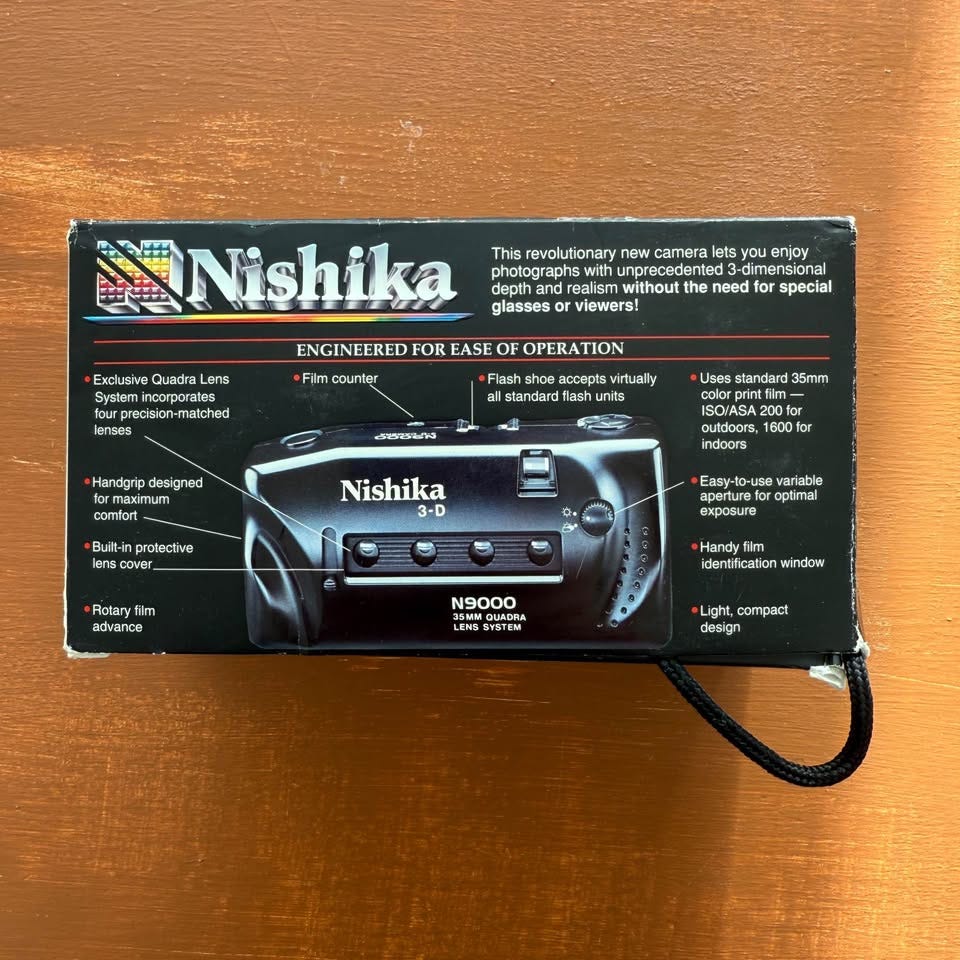 Nishika
This revolutionary new camera lets you enjoy
photographs with unprecedented 3-dimensional
depth and realism without the need for special
glasses or viewers!
ENGINEERED FOR EASE OF OPERATION
• Exclusive Quadra Lens
System incorporates
four precision-matched
lenses
• Handgrip designed
for maximum
comfort
• Built-in protective
lens cover
• Rotary film
advance
• Film counter
• Flash shoe accepts virtually
all standard flash units
• Uses standard 35mm
color print film —
ISO/ASA 200 for
outdoors, 1600 for
indoors
• Easy-to-use variable
aperture for optimal
exposure
• Handy film
identification window
• Light, compact
design
N9000
Nishika
3-D
N9000
35MM QUADRA
LENS SYSTEM